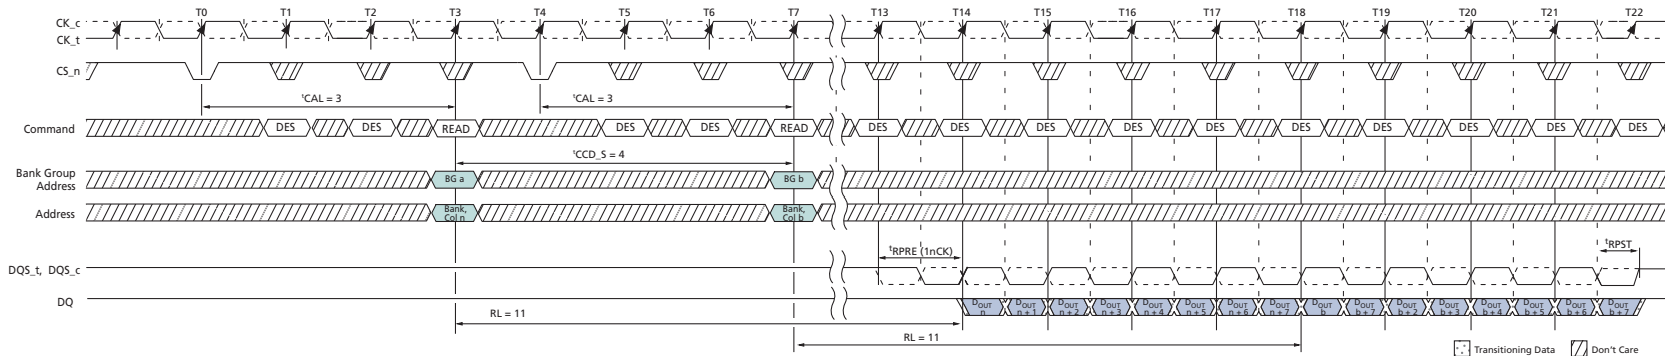 T0 T1 T2 T3 T4 T5 T6 T7 T13 T14 T15 T16 T17 T18 T19 T20 T21 T22
CK_c
CK_t
CS_n
tCAL = 3 tCAL = 3
Command DES DES READ DES DES READ DES DES DES DES DES DES DES DES DES DES
tCCD_S = 4
Bank Group
Address
BG a BG b
Address
Bank,
Col n
Bank,
Col b
tRPRE (1nCK) tRPST
DQS_t, DQS_c
DQ
DOUT DOUT DOUT DOUT DOUT DOUT DOUT DOUT DOUT DOUT DOUT DOUT DOUT DOUT DOUT DOUT
n n + 1 n + 2 n + 3 n + 4 n + 5 n + 6 n + 7 b b + 7 b + 2 b + 3 b + 4 b + 5 b + 6 b + 7
RL = 11
RL = 11
Transitioning Data Don't Care